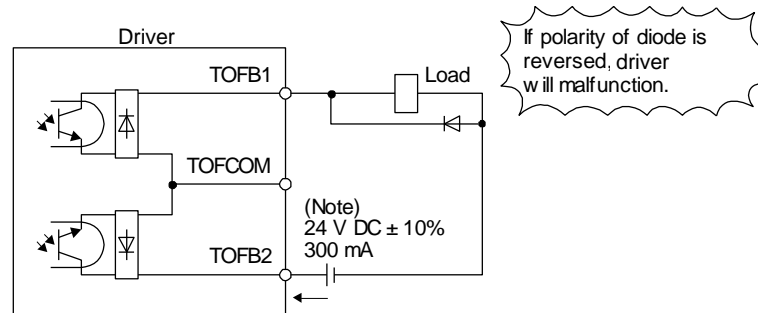 Driver
If polarity of diode is
reversed, driver
will malfunction.
TOFB1
Load
TOFCOM
(Note)
24 V DC ± 10%
300 mA
TOFB2